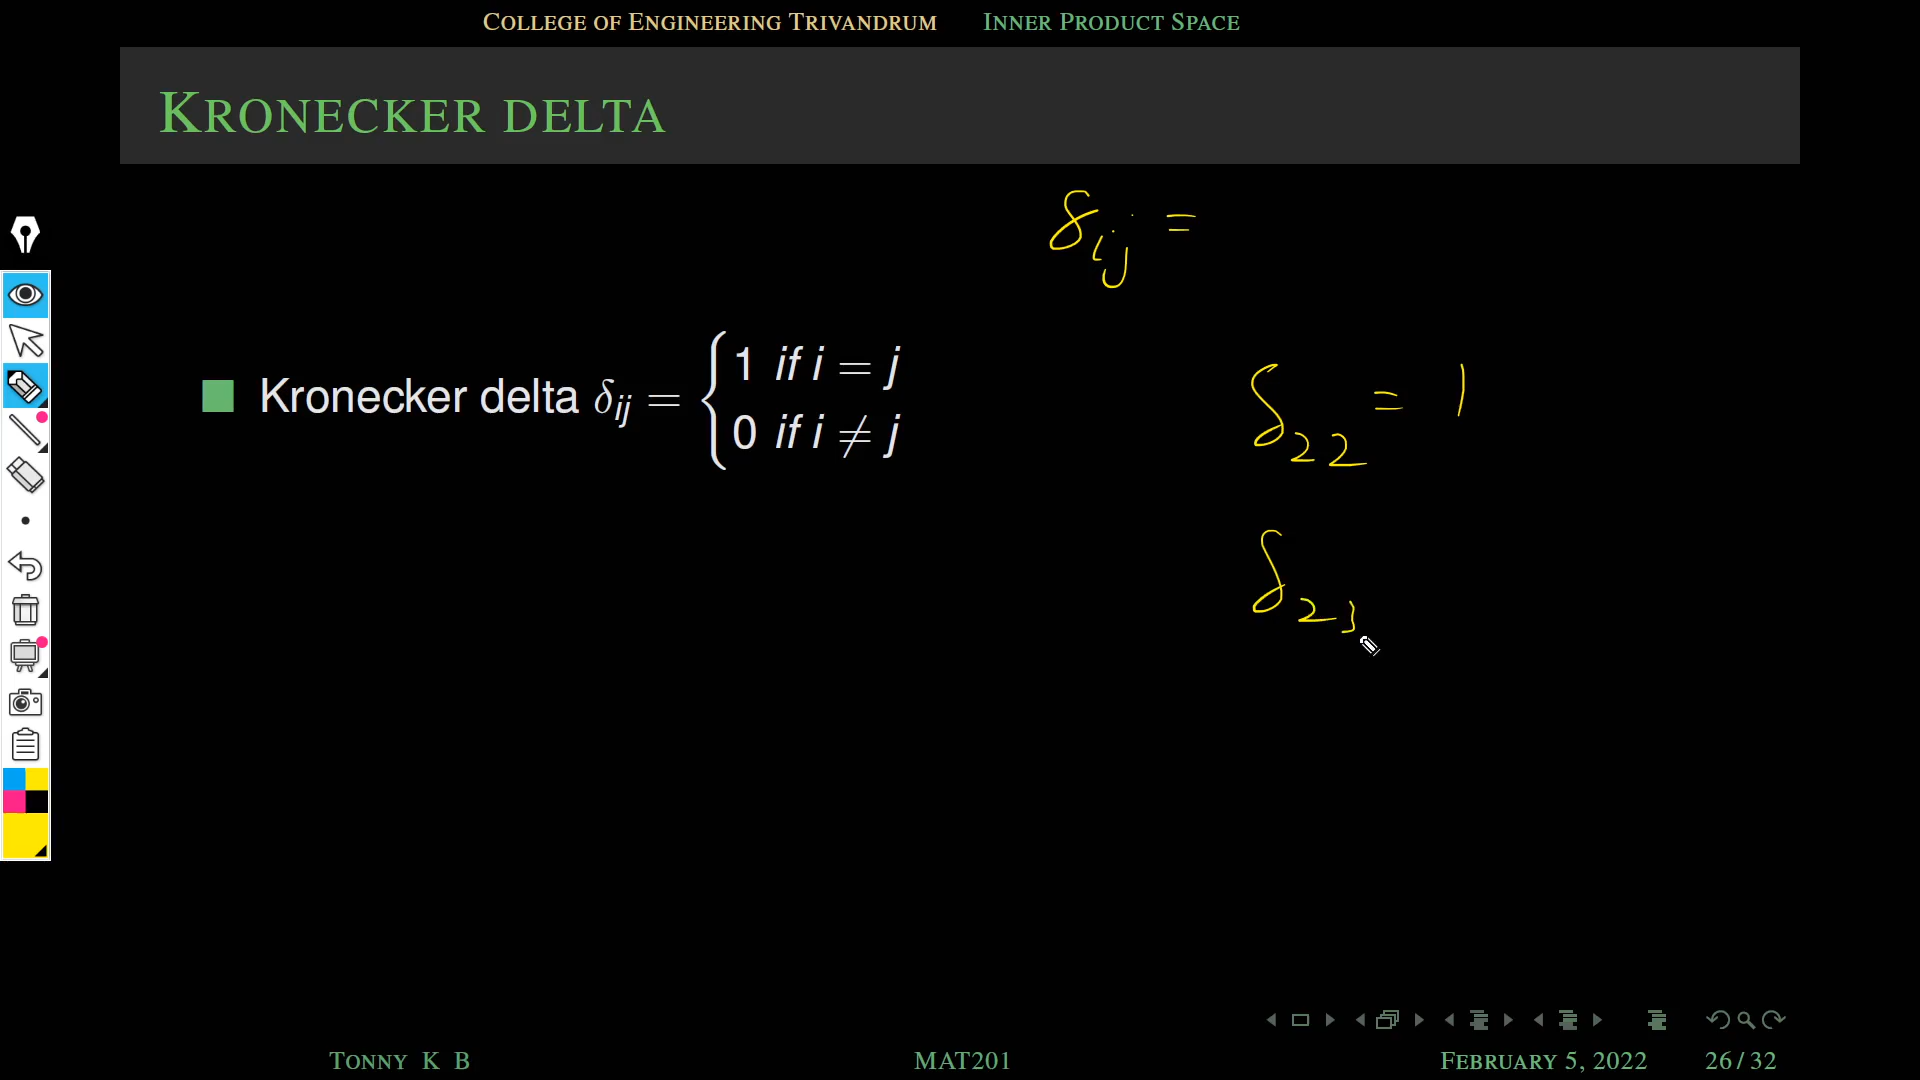 COLLEGE OF ENGINEERING TRIVANDRUM INNER PRODUCT SPACE
KRONECKER DELTA
δij =
Kronecker delta δij = { 1 if i = j
0 if i ≠ j
δ22 = 1
δ23
TONNY K B MAT201 FEBRUARY 5, 2022 26 / 32